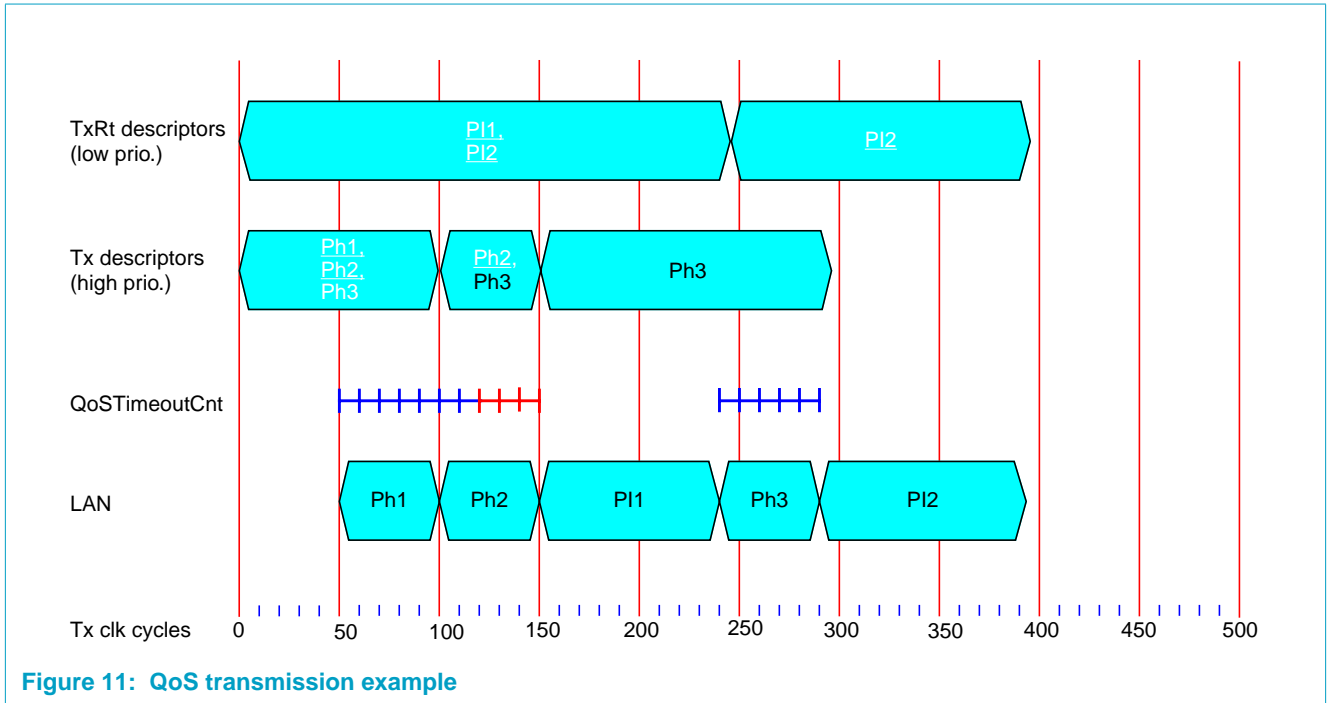 TxRt descriptors
(low prio.)
Pl1,
Pl2
Pl2
Tx descriptors
(high prio.)
Ph1,
Ph2,
Ph3
Ph2,
Ph3
Ph3
QoSTimeoutCnt
LAN
Ph1
Ph2
Pl1
Ph3
Pl2
Tx clk cycles
0
50
100
150
200
250
300
350
400
450
500
Figure 11: QoS transmission example